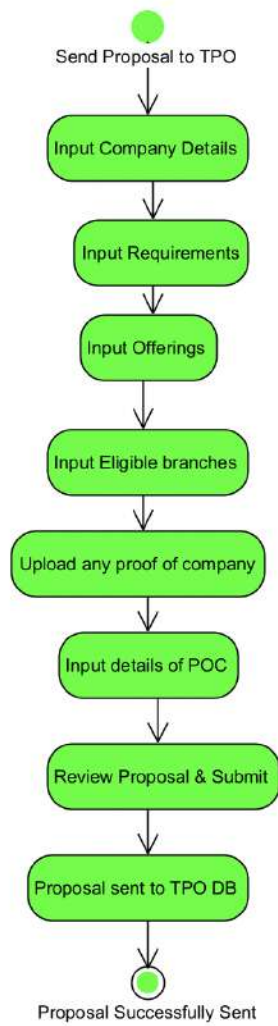 Send Proposal to TPO
Input Company Details
Input Requirements
Input Offerings
Input Eligible branches
Upload any proof of company
Input details of POC
Review Proposal & Submit
Proposal sent to TPO DB
Proposal Successfully Sent